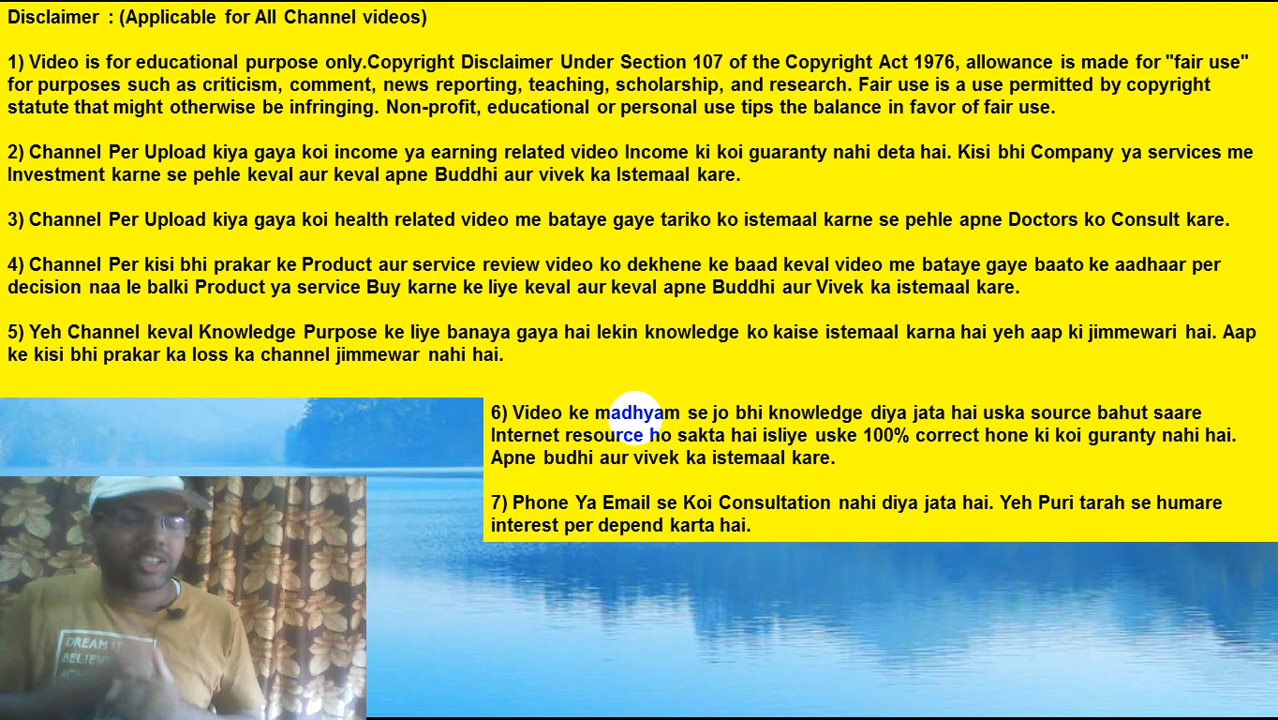 Disclaimer : (Applicable for All Channel videos)
1) Video is for educational purpose only.Copyright Disclaimer Under Section 107 of the Copyright Act 1976, allowance is made for "fair use"
for purposes such as criticism, comment, news reporting, teaching, scholarship, and research. Fair use is a use permitted by copyright
statute that might otherwise be infringing. Non-profit, educational or personal use tips the balance in favor of fair use.
2) Channel Per Upload kiya gaya koi income ya earning related video Income ki koi guaranty nahi deta hai. Kisi bhi Company ya services me
Investment karne se pehle keval aur keval apne Buddhi aur vivek ka Istemaal kare.
3) Channel Per Upload kiya gaya koi health related video me bataye gaye tariko ko istemaal karne se pehle apne Doctors ko Consult kare.
4) Channel Per kisi bhi prakar ke Product aur service review video ko dekhene ke baad keval video me bataye gaye baato ke aadhaar per
decision naa le balki Product ya service Buy karne ke liye keval aur keval apne Buddhi aur Vivek ka istemaal kare.
5) Yeh Channel keval Knowledge Purpose ke liye banaya gaya hai lekin knowledge ko kaise istemaal karna hai yeh aap ki jimmewari hai. Aap
ke kisi bhi prakar ka loss ka channel jimmewar nahi hai.
6) Video ke madhyam se jo bhi knowledge diya jata hai uska source bahut saare
Internet resource ho sakta hai isliye uske 100% correct hone ki koi guranty nahi hai.
Apne budhi aur vivek ka istemaal kare.
7) Phone Ya Email se Koi Consultation nahi diya jata hai. Yeh Puri tarah se humare
interest per depend karta hai.
DREAM